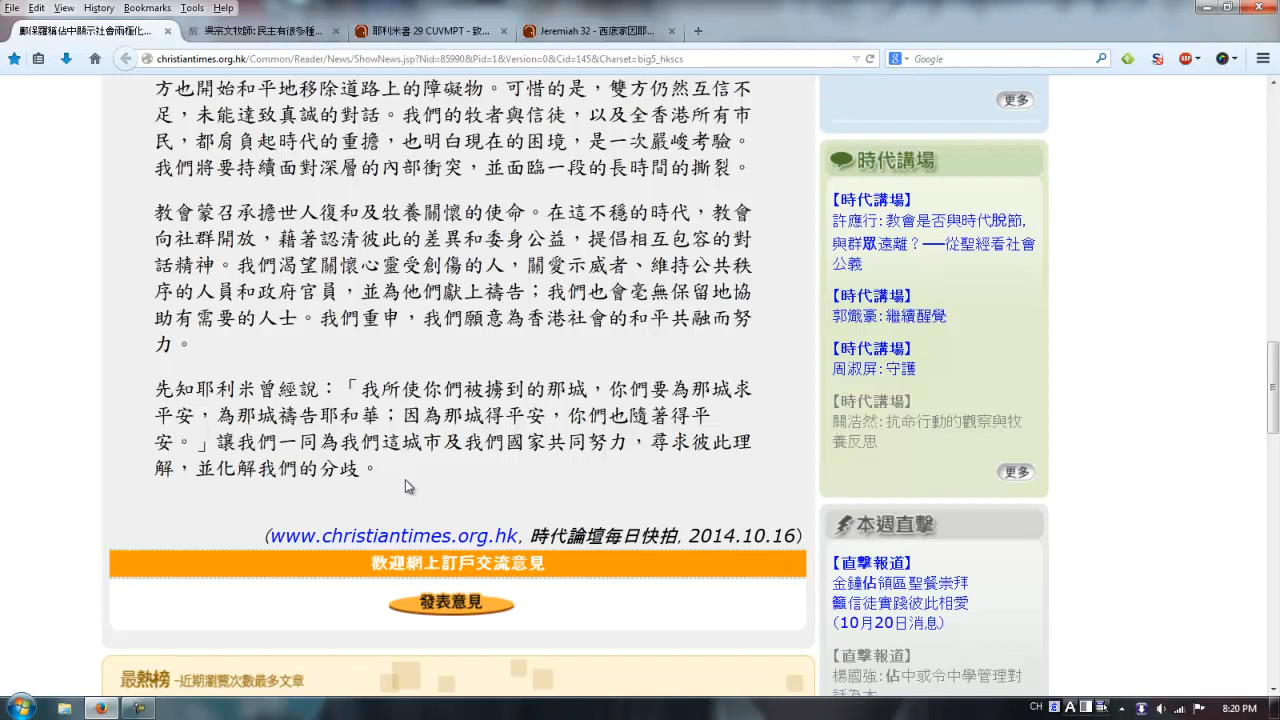 File Edit View History Bookmarks Tools Help
鄭保羅稱佔中顯示社會兩極化... × 吳宗文牧師: 民主有很多種... × 耶利米書 29 CUVMPT - 致... × Jeremiah 32 - 西底家因耶... × +
christiantimes.org.hk/Common/Reader/News/ShowNews.jsp?Nid=85990&Pid=1&Version=0&Cid=145&Charset=big5_hkscs
Google
方也開始和平地移除道路上的障礙物。可惜的是，雙方仍然互信不
足，未能達致真誠的對話。我們的牧者與信徒，以及全香港所有市
民，都肩負起時代的重擔，也明白現在的困境，是一次嚴峻考驗。
我們將要持續面對深層的內部衝突，並面臨一段的長時間的撕裂。
教會蒙召承擔世人復和及牧養關懷的使命。在這不穩的時代，教會
向社群開放，藉著認清彼此的差異和委身公益，提倡相互包容的對
話精神。我們渴望關懷心靈受創傷的人，關愛示威者、維持公共秩
序的人員和政府官員，並為他們獻上禱告；我們也會毫無保留地協
助有需要的人士。我們重申，我們願意為香港社會的和平共融而努
力。
先知耶利米曾經說：「我所使你們被擄到的那城，你們要為那城求
平安，為那城禱告耶和華；因為那城得平安，你們也隨著得平
安。」讓我們一同為我們這城市及我們國家共同努力，尋求彼此理
解，並化解我們的分歧。
(www.christiantimes.org.hk, 時代論壇每日快拍, 2014.10.16)
歡迎網上訂戶交流意見
發表意見
最熱榜 -近期瀏覽次數最多文章
更多
時代講場
【時代講場】
許應行: 教會是否與時代脫節,
與群眾遠離？──從聖經看社會
公義
【時代講場】
郭熾豪: 繼續醒覺
【時代講場】
周淑屏: 守護
【時代講場】
關浩然: 抗命行動的觀察與牧
養反思
更多
本週直擊
【直擊報道】
金鐘佔領區聖餐崇拜
籲信徒實踐彼此相愛
（10月20日消息）
【直擊報道】
楊國強: 佔中或令中學管理對
話為本
CH
8:20 PM